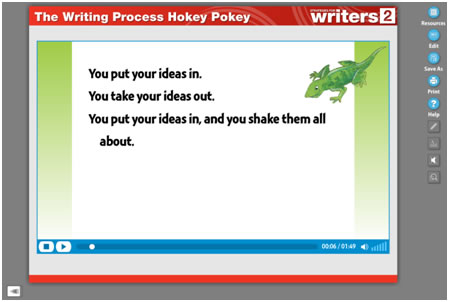 The Writing Process Hokey Pokey
STRATEGIES FOR
writers 2
Resources
Edit
Save As
Print
Help
You put your ideas in.
You take your ideas out.
You put your ideas in, and you shake them all
about.
00:06 / 01:49